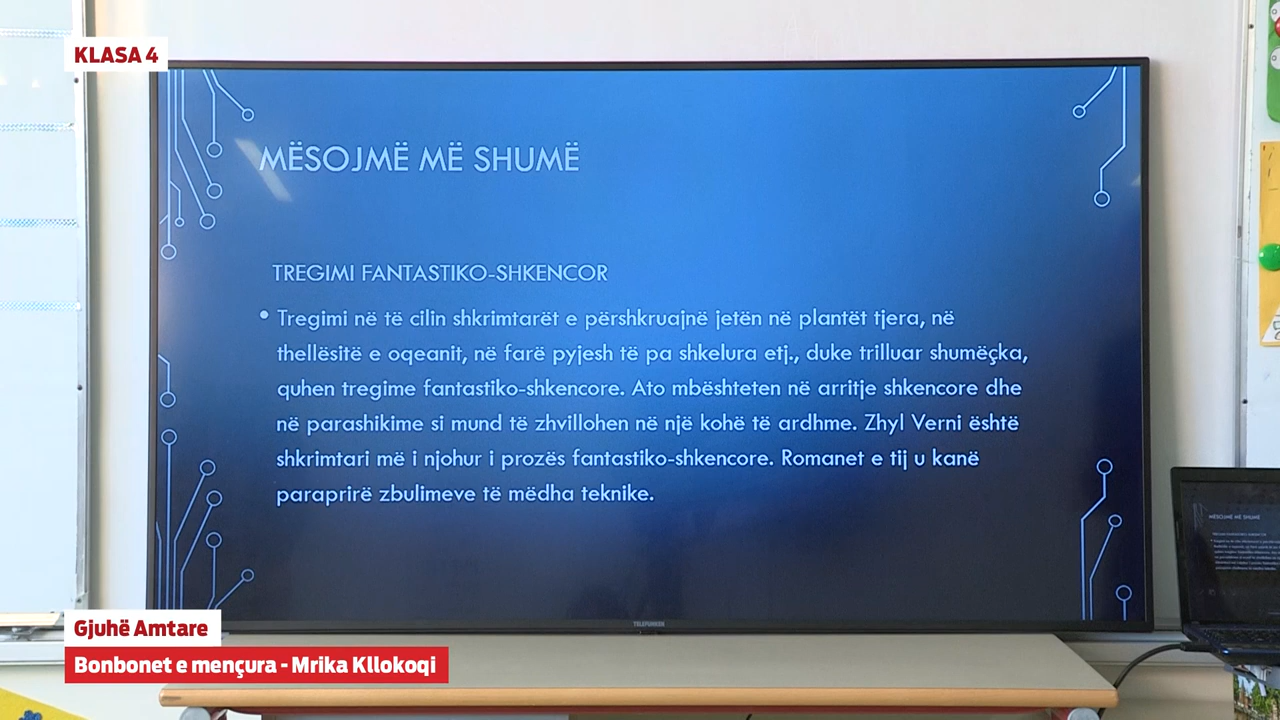 KLASA 4
MËSOJMË MË SHUMË
TREGIMI FANTASTIKO-SHKENCOR
• Tregimi në të cilin shkrimtarët e përshkruajnë jetën në plantët tjera, në
thellësitë e oqeanit, në farë pyjesh të pa shkelura etj., duke trilluar shumëçka,
quhen tregime fantastiko-shkencore. Ato mbështeten në arritje shkencore dhe
në parashikime si mund të zhvillohen në një kohë të ardhme. Zhyl Verni është
shkrimtari më i njohur i prozës fantastiko-shkencore. Romanet e tij u kanë
paraprirë zbulimeve të mëdha teknike.
TELEFUNKEN
MËSOJMË MË SHUMË
Gjuhë Amtare
Bonbonet e mençura - Mrika Kllokoqi